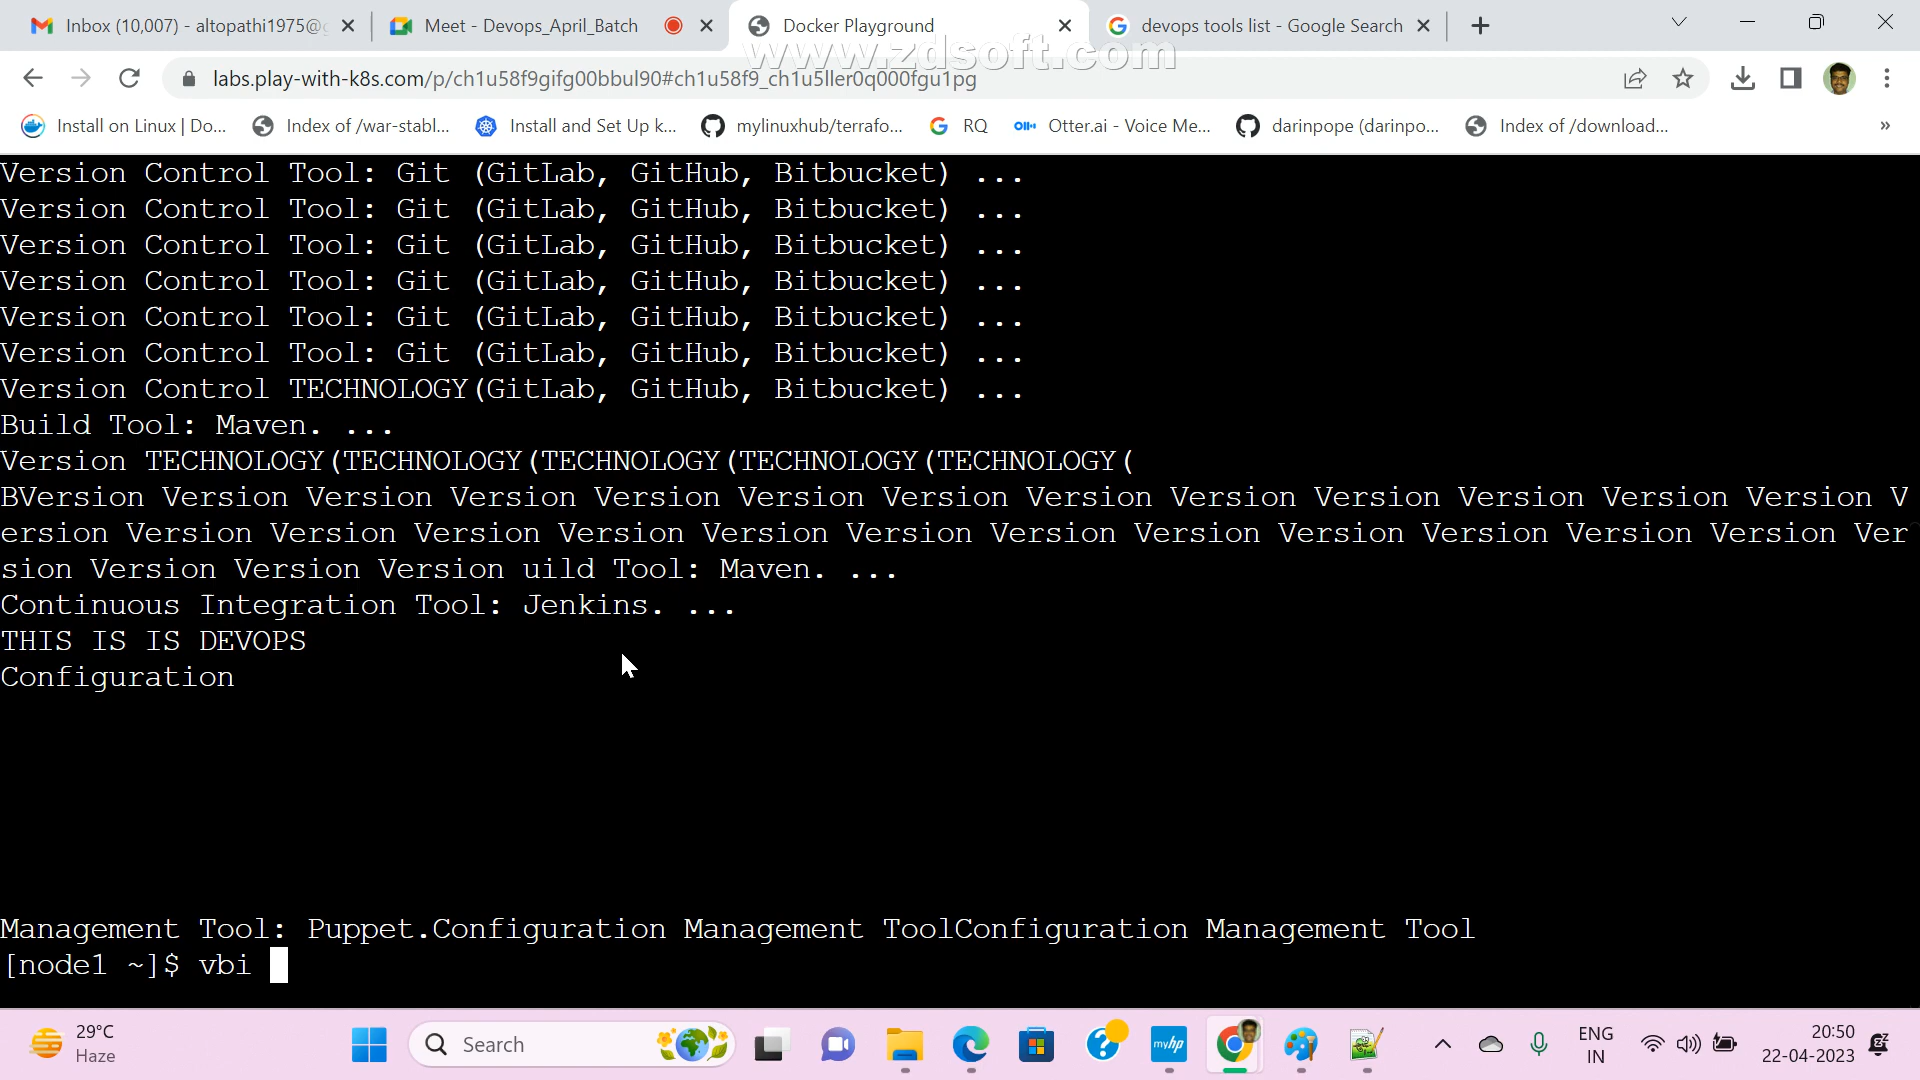 Inbox (10,007) - altopathi1975@g
Meet - Devops_April_Batch
Docker Playground
devops tools list - Google Search
www.zdsoft.com
labs.play-with-k8s.com/p/ch1u58f9gifg00bbul90#ch1u58f9_ch1u5ller0q000fgu1pg
Install on Linux | Do...
Index of /war-stabl...
Install and Set Up k...
mylinuxhub/terrafo...
RQ
Otter.ai - Voice Me...
darinpope (darinpo...
Index of /download...
Version Control Tool: Git (GitLab, GitHub, Bitbucket) ...
Version Control Tool: Git (GitLab, GitHub, Bitbucket) ...
Version Control Tool: Git (GitLab, GitHub, Bitbucket) ...
Version Control Tool: Git (GitLab, GitHub, Bitbucket) ...
Version Control Tool: Git (GitLab, GitHub, Bitbucket) ...
Version Control Tool: Git (GitLab, GitHub, Bitbucket) ...
Version Control TECHNOLOGY(GitLab, GitHub, Bitbucket) ...
Build Tool: Maven. ...
Version TECHNOLOGY(TECHNOLOGY(TECHNOLOGY(TECHNOLOGY(TECHNOLOGY(
BVersion Version Version Version Version Version Version Version Version Version Version Version Version V
ersion Version Version Version Version Version Version Version Version Version Version Version Version Ver
sion Version Version Version uild Tool: Maven. ...
Continuous Integration Tool: Jenkins. ...
THIS IS IS DEVOPS
Configuration
Management Tool: Puppet.Configuration Management ToolConfiguration Management Tool
[node1 ~]$ vbi
29°C
Haze
Search
myhp
ENG
IN
20:50
22-04-2023